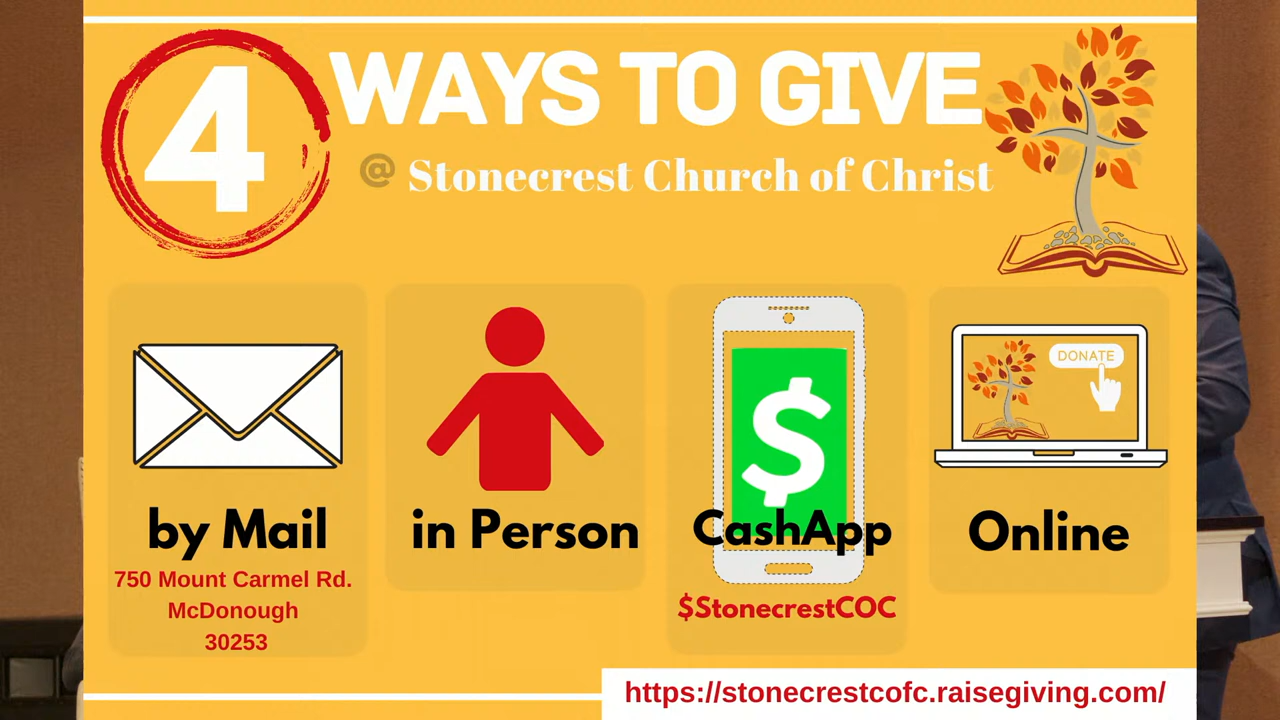 4 WAYS TO GIVE
@ Stonecrest Church of Christ
by Mail
750 Mount Carmel Rd.
McDonough
30253
in Person
$
CashApp
$StonecrestCOC
DONATE
Online
https://stonecrestcofc.raisegiving.com/